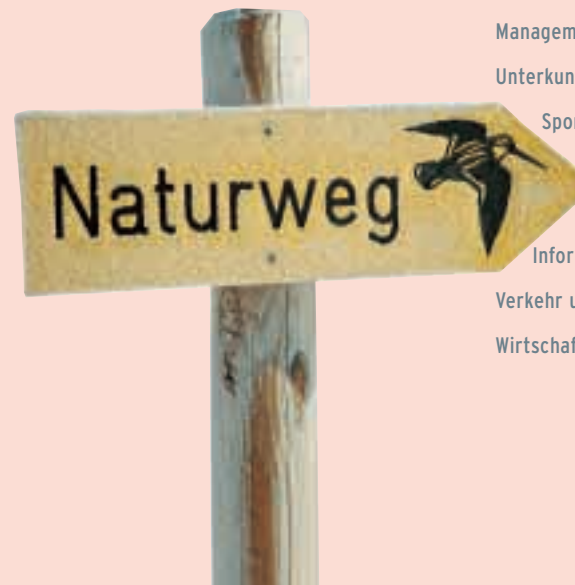 Managem
Unterkun
Spor
Naturweg
Infor
Verkehr u
Wirtschaf